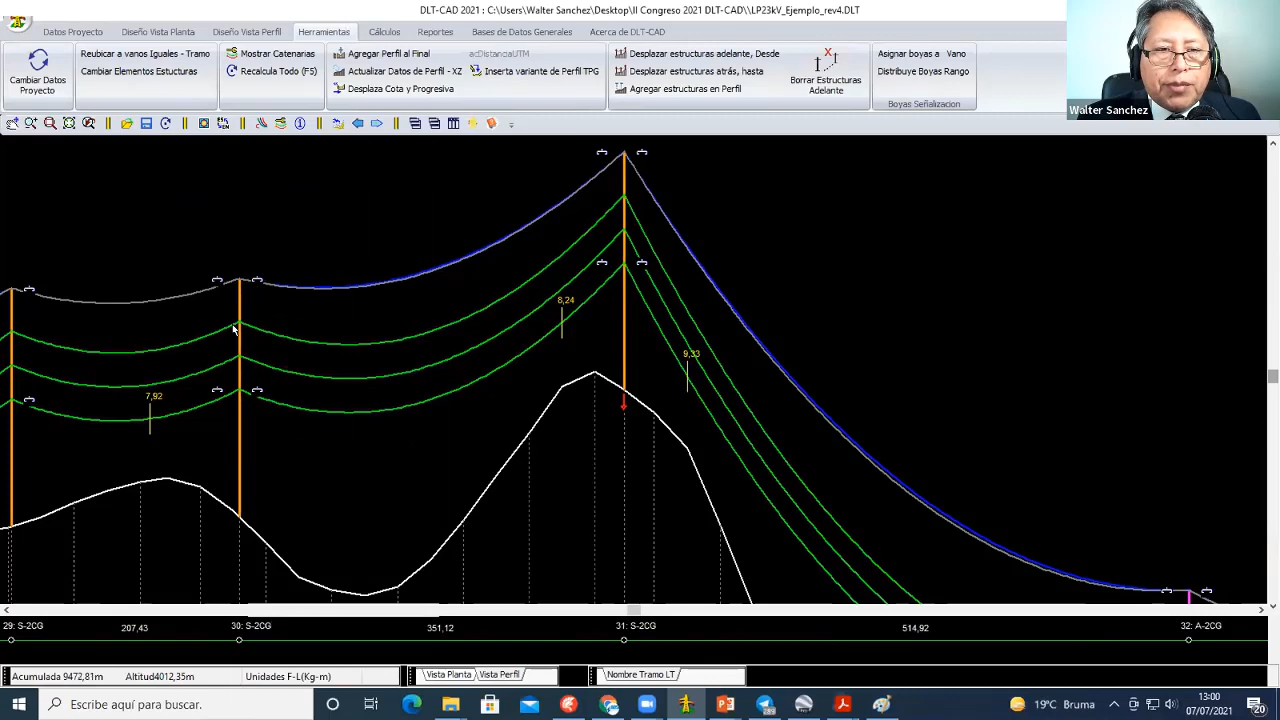 DLT-CAD 2021 : C:\Users\Walter Sanchez\Desktop\II Congreso 2021 DLT-CAD\\LP23kV_Ejemplo_rev4.DLT
Datos Proyecto
Diseño Vista Planta
Diseño Vista Perfil
Herramientas
Cálculos
Reportes
Bases de Datos Generales
Acerca de DLT-CAD
Cambiar Datos
Proyecto
Reubicar a vanos Iguales - Tramo
Cambiar Elementos Estucturas
Mostrar Catenarias
Recalcula Todo (F5)
Agregar Perfil al Final
Actualizar Datos de Perfil - XZ
Desplaza Cota y Progresiva
Inserta variante de Perfil TPG
Desplazar estructuras adelante, Desde
Desplazar estructuras atrás, hasta
Agregar estructuras en Perfil
Borrar Estructuras
Adelante
Asignar boyas a Vano
Distribuye Boyas Rango
Boyas Señalizacion
Walter Sanchez
8,24
9,33
7,92
29: S-2CG
207,43
30: S-2CG
351,12
31: S-2CG
514,92
32: A-2CG
Acumulada 9472,81m
Altitud4012,35m
Unidades F-L(Kg-m)
Vista Planta
Vista Perfil
Nombre Tramo LT
Escribe aquí para buscar.
19°C Bruma
13:00
07/07/2021
20